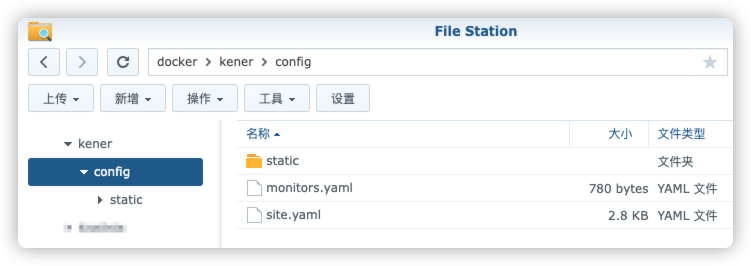 File Station
docker > kener > config
上传 新增 操作 工具 设置
kener
config
static
名称 大小 文件类型
static 文件夹
monitors.yaml 780 bytes YAML 文件
site.yaml 2.8 KB YAML 文件